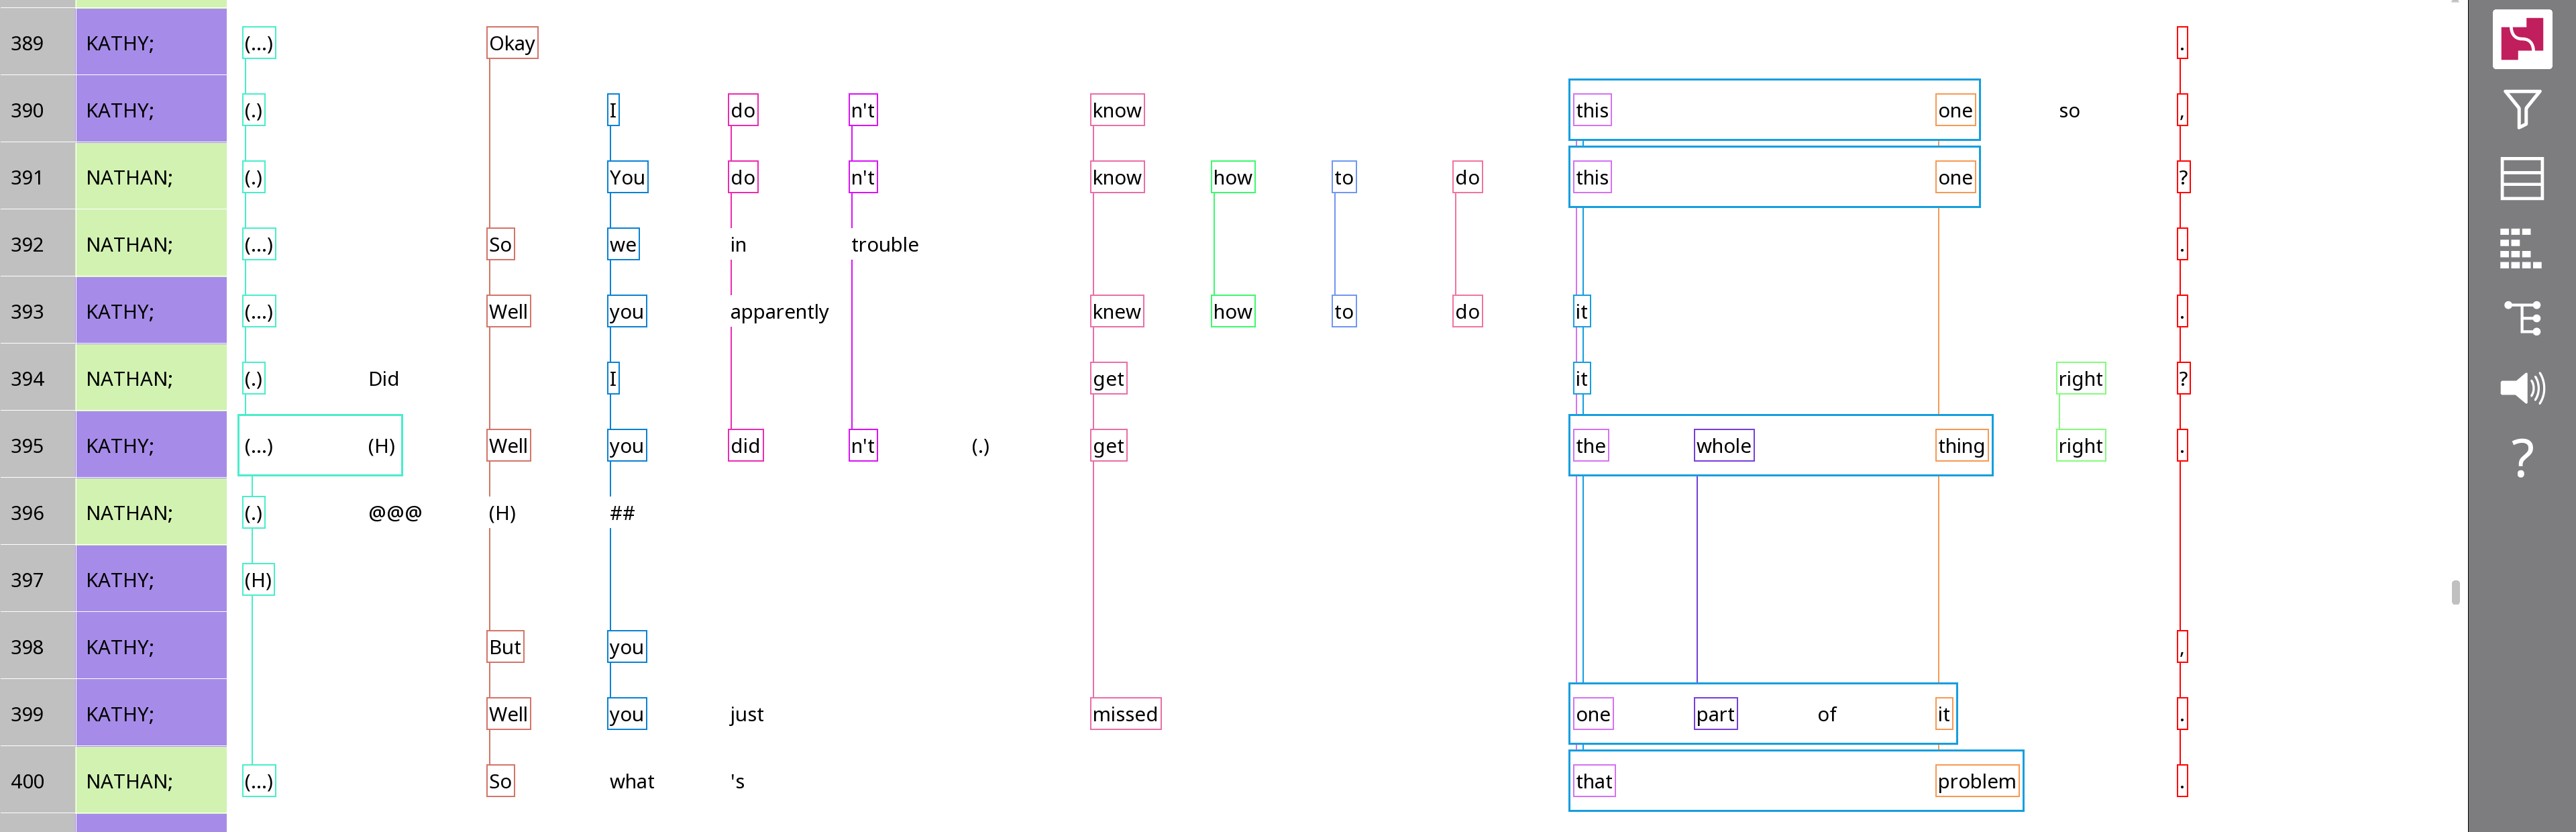 389 KATHY; (...) Okay .
390 KATHY; (.) I do n't know this one so ,
391 NATHAN; (.) You do n't know how to do this one ?
392 NATHAN; (...) So we in trouble .
393 KATHY; (...) Well you apparently knew how to do it .
394 NATHAN; (.) Did I get it right ?
395 KATHY; (...) (H) Well you did n't (.) get the whole thing right .
396 NATHAN; (.) @@@ (H) ##
397 KATHY; (H)
398 KATHY; But you ,
399 KATHY; Well you just missed one part of it .
400 NATHAN; (...) So what 's that problem .
?